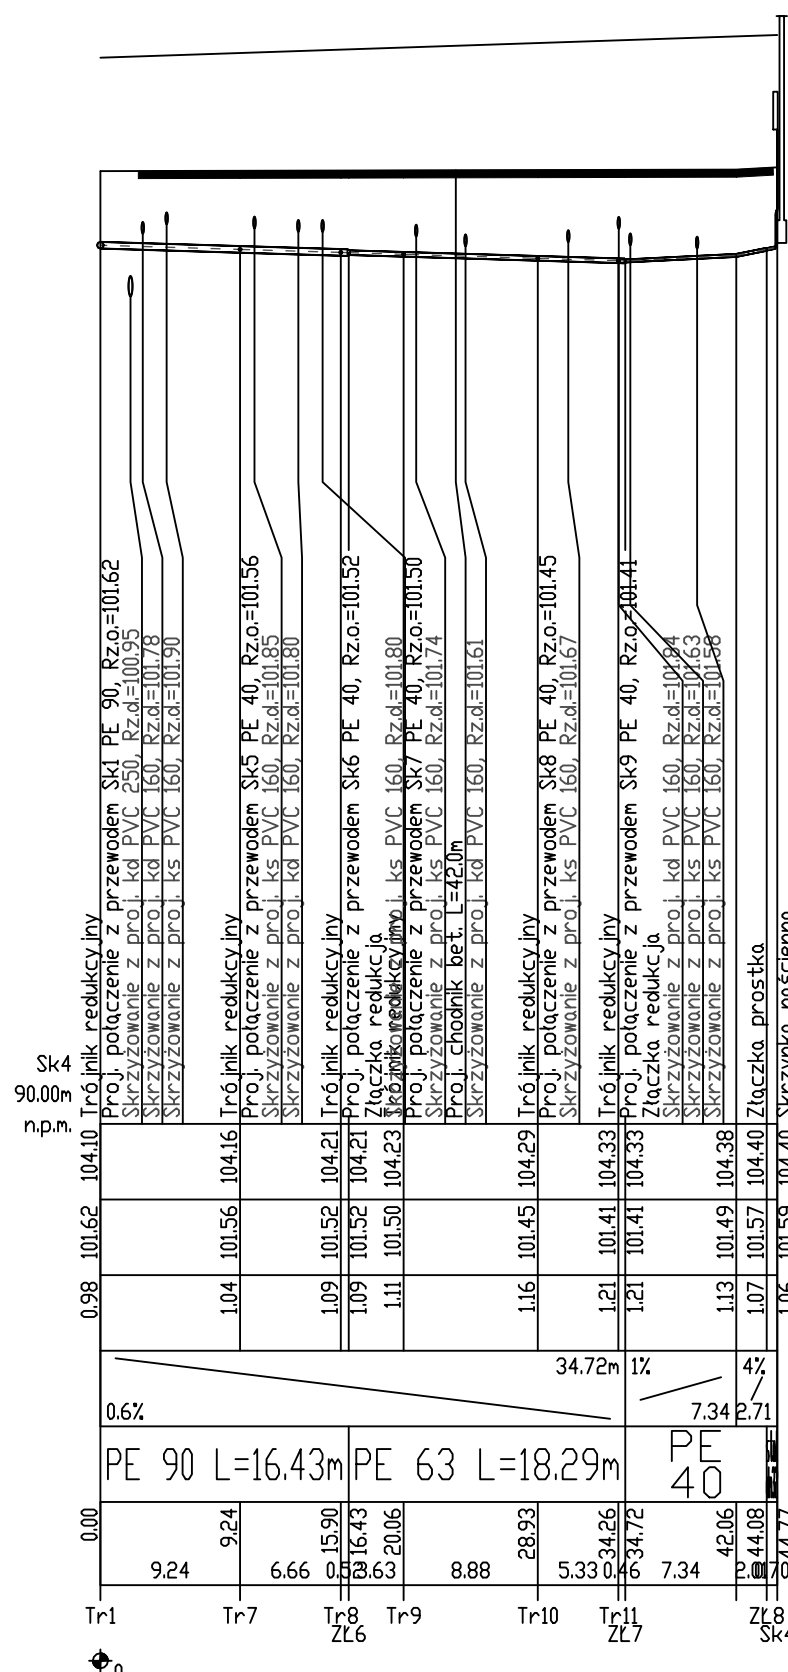 Trójnik redukcyjny
Proj. połączenie z przewodem Sk1 PE 90, Rz.o.=101.62
Skrzyżowanie z proj. kd PVC 250, Rz.d.=100.95
Skrzyżowanie z proj. kd PVC 160, Rz.d.=101.78
Skrzyżowanie z proj. ks PVC 160, Rz.d.=101.90
Trójnik redukcyjny
Proj. połączenie z przewodem Sk5 PE 40, Rz.o.=101.56
Skrzyżowanie z proj. ks PVC 160, Rz.d.=101.85
Skrzyżowanie z proj. kd PVC 160, Rz.d.=101.80
Trójnik redukcyjny
Proj. połączenie z przewodem Sk6 PE 40, Rz.o.=101.52
Złączka redukcja
Skrzyżowanie z proj. ks PVC 160, Rz.d.=101.80
Trójnik redukcyjny
Proj. połączenie z przewodem Sk7 PE 40, Rz.o.=101.50
Skrzyżowanie z proj. ks PVC 160, Rz.d.=101.74
Proj. chodnik bet. L=42.0m
Skrzyżowanie z proj. kd PVC 160, Rz.d.=101.61
Trójnik redukcyjny
Proj. połączenie z przewodem Sk8 PE 40, Rz.o.=101.45
Skrzyżowanie z proj. ks PVC 160, Rz.d.=101.67
Trójnik redukcyjny
Proj. połączenie z przewodem Sk9 PE 40, Rz.o.=101.41
Złączka redukcja
Skrzyżowanie z proj. kd PVC 160, Rz.d.=101.84
Skrzyżowanie z proj. ks PVC 160, Rz.d.=101.63
Skrzyżowanie z proj. kd PVC 160, Rz.d.=101.58
Złączka prostka
Sk4
90.00m
n.p.m.
104.10 104.16 104.21 104.21 104.23 104.29 104.33 104.33 104.38 104.40 104.40
101.62 101.56 101.52 101.52 101.50 101.45 101.41 101.41 101.49 101.57 101.59
0.98 1.04 1.09 1.09 1.11 1.16 1.21 1.21 1.13 1.07 1.06
34.72m 1% 4%
0.6% 7.34 2.71
PE 90 L=16.43m PE 63 L=18.29m PE 40
0.00 9.24 15.90 16.43 20.06 28.93 34.26 34.72 42.06 44.08 44.77
9.24 6.66 3.63 8.88 5.33 0.46 7.34
Tr1 Tr7 Tr8 Tr9 Tr10 Tr11 ZŁ8
ZŁ6 ZŁ7 Sk4